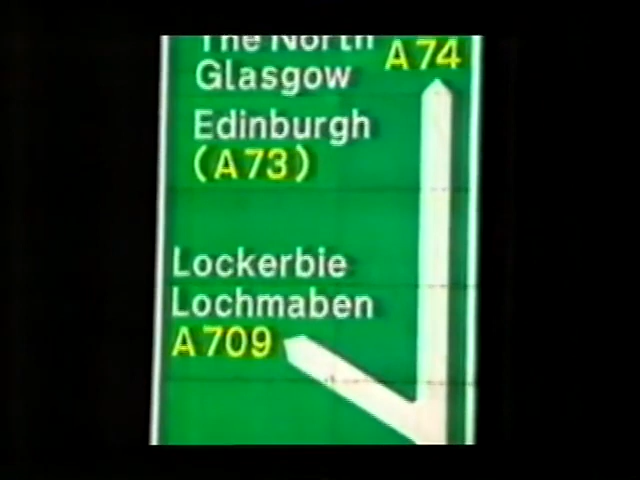 The North
A74
Glasgow
Edinburgh
(A73)
Lockerbie
Lochmaben
A709